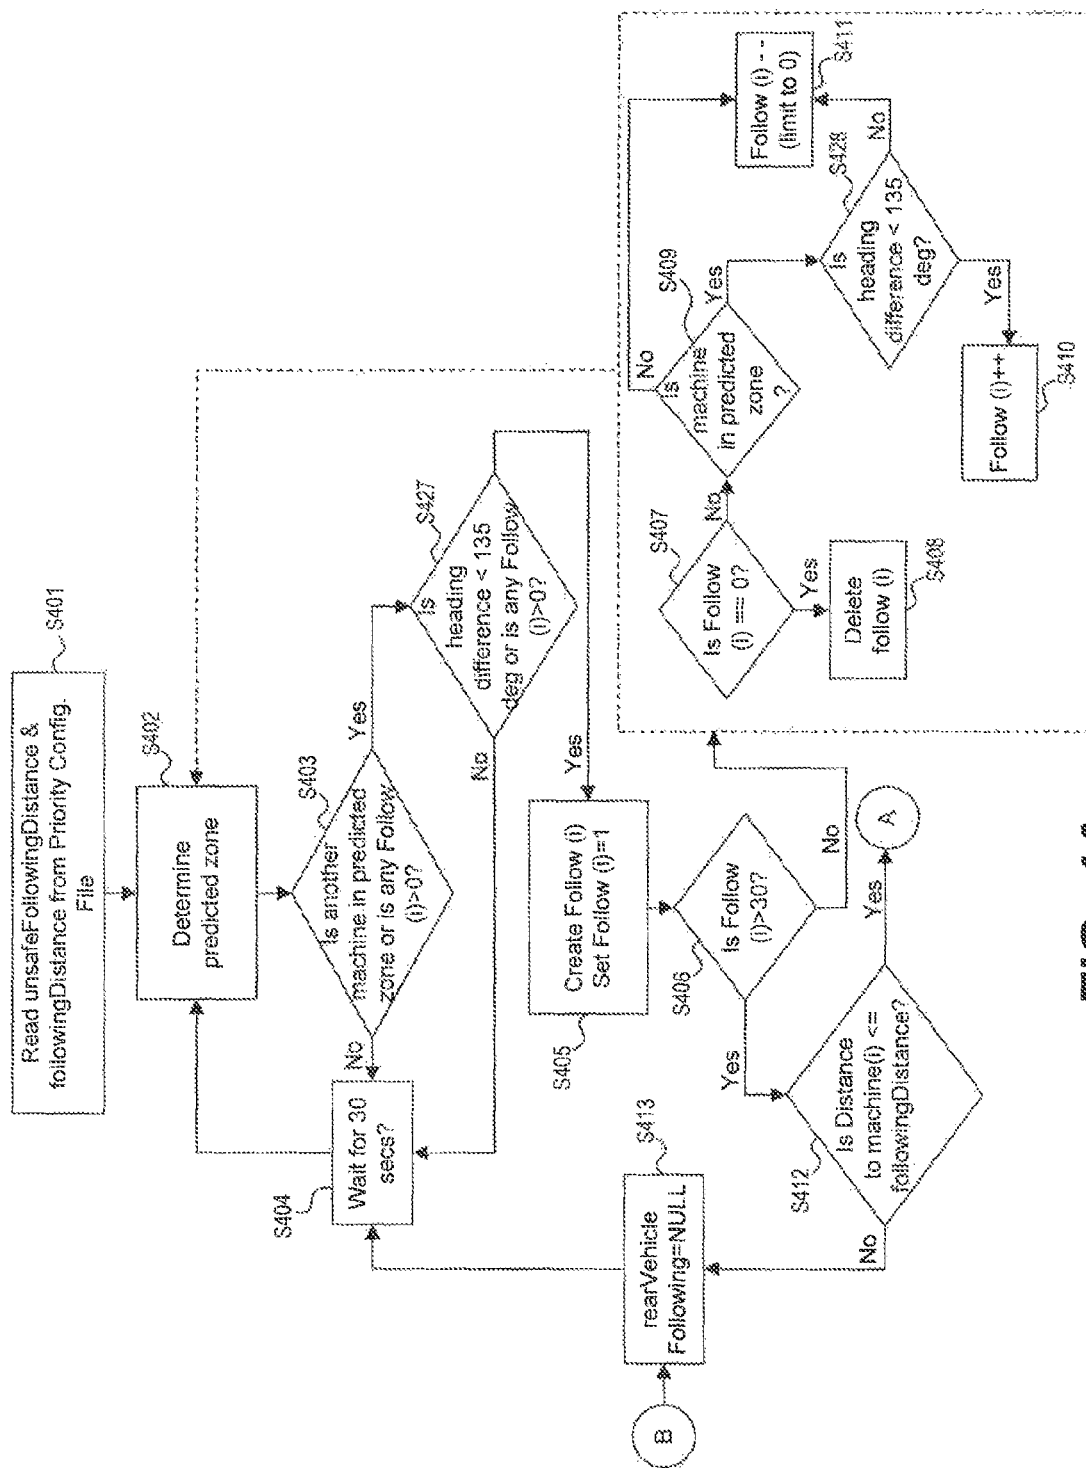 Read unsafeFollowingDistance &
followingDistance from Priority Config.
File
S401
Determine
predicted zone
S402
Is another
machine in predicted
zone or is any Follow
(i)>0?
S403
Yes
No
Wait for 30
secs?
S404
Is
heading
difference < 135
deg or is any Follow
(i)>0?
S427
No
Yes
Create Follow (i)
Set Follow (i)=1
S405
Is Follow
(i)>30?
S406
Yes
No
Is Distance
to machine(i) <=
followingDistance?
S412
Yes
No
A
rearVehicle
Following=NULL
S413
B
Is Follow
(i) == 0?
S407
No
Yes
Delete
follow (i)
S408
Is
machine
in predicted
zone
?
S409
No
Yes
Is
heading
difference < 135
deg?
S428
No
Yes
Follow (i)++
S410
Follow (i) - -
(limit to 0)
S411